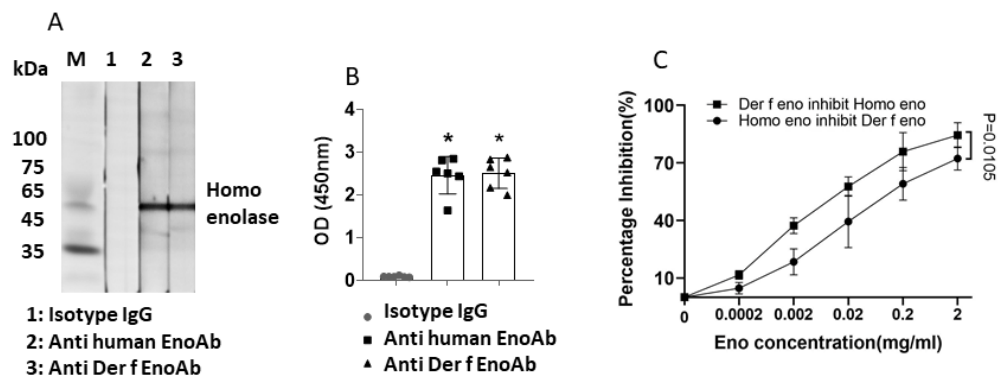 A
M 1 2 3
kDa
100
75
65
45
35
Homo
enolase
1: Isotype IgG
2: Anti human EnoAb
3: Anti Der f EnoAb
B
OD (450nm)
4
3
2
1
0
* *
Isotype IgG
Anti human EnoAb
Anti Der f EnoAb
C
Percentage Inhibition(%)
100
70
40
10
Der f eno inhibit Homo eno
Homo eno inhibit Der f eno
P=0.0105
0 0.0002 0.002 0.02 0.2 2
Eno concentration(mg/ml)